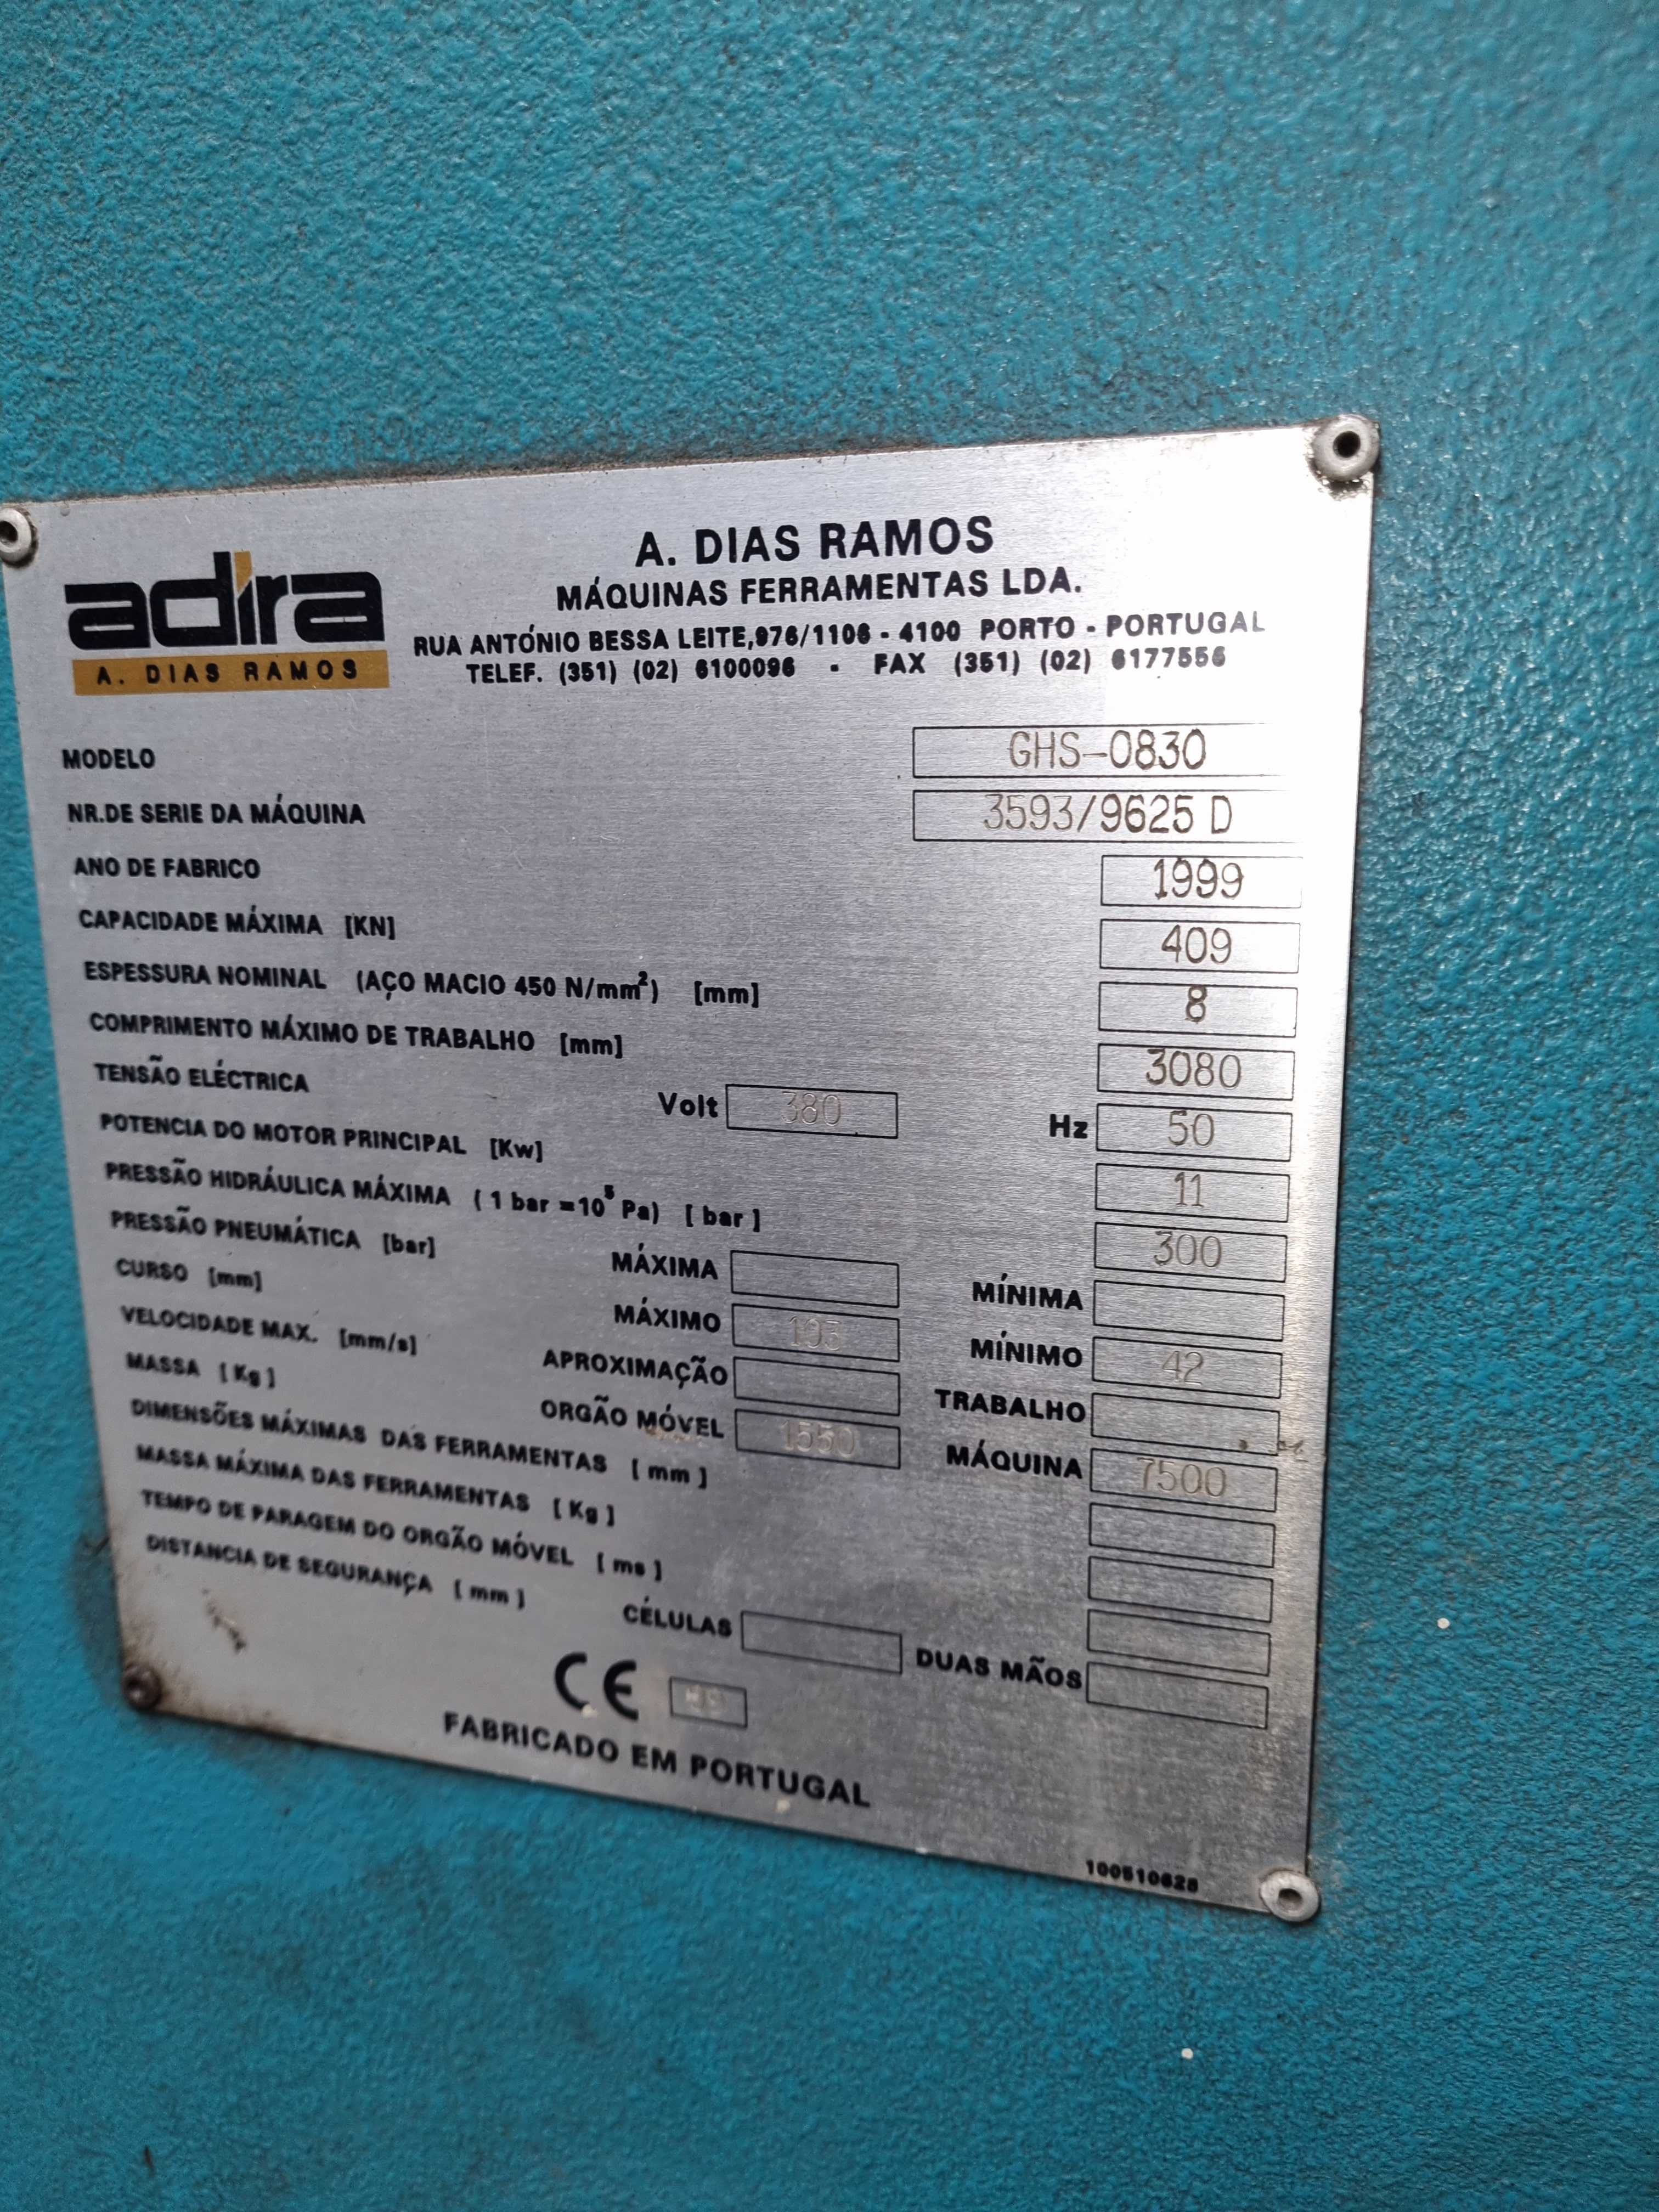 adira
A. DIAS RAMOS
A. DIAS RAMOS
MÁQUINAS FERRAMENTAS LDA.
RUA ANTÓNIO BESSA LEITE,976/1106 - 4100 PORTO - PORTUGAL
TELEF. (351) (02) 6100096 - FAX (351) (02) 6177556
MODELO GHS-0830
NR.DE SERIE DA MÁQUINA 3593/9625 D
ANO DE FABRICO 1999
CAPACIDADE MÁXIMA [KN] 409
ESPESSURA NOMINAL (AÇO MACIO 450 N/mm²) [mm] 8
COMPRIMENTO MÁXIMO DE TRABALHO [mm] 3080
TENSÃO ELÉCTRICA Volt 380 Hz 50
POTENCIA DO MOTOR PRINCIPAL [Kw] 11
PRESSÃO HIDRÁULICA MÁXIMA (1 bar =10⁵ Pa) [ bar ] 300
PRESSÃO PNEUMÁTICA [bar] MÁXIMA MÍNIMA
CURSO [mm] MÁXIMO MÍNIMO 42
VELOCIDADE MAX. [mm/s] APROXIMAÇÃO TRABALHO
MASSA [Kg] ORGÃO MÓVEL 1550 MÁQUINA 7500
DIMENSÕES MÁXIMAS DAS FERRAMENTAS [ mm ]
MASSA MÁXIMA DAS FERRAMENTAS [ Kg ]
TEMPO DE PARAGEM DO ORGÃO MÓVEL [ ms ]
DISTANCIA DE SEGURANÇA [ mm ] CÉLULAS DUAS MÃOS
CE
FABRICADO EM PORTUGAL
100510628